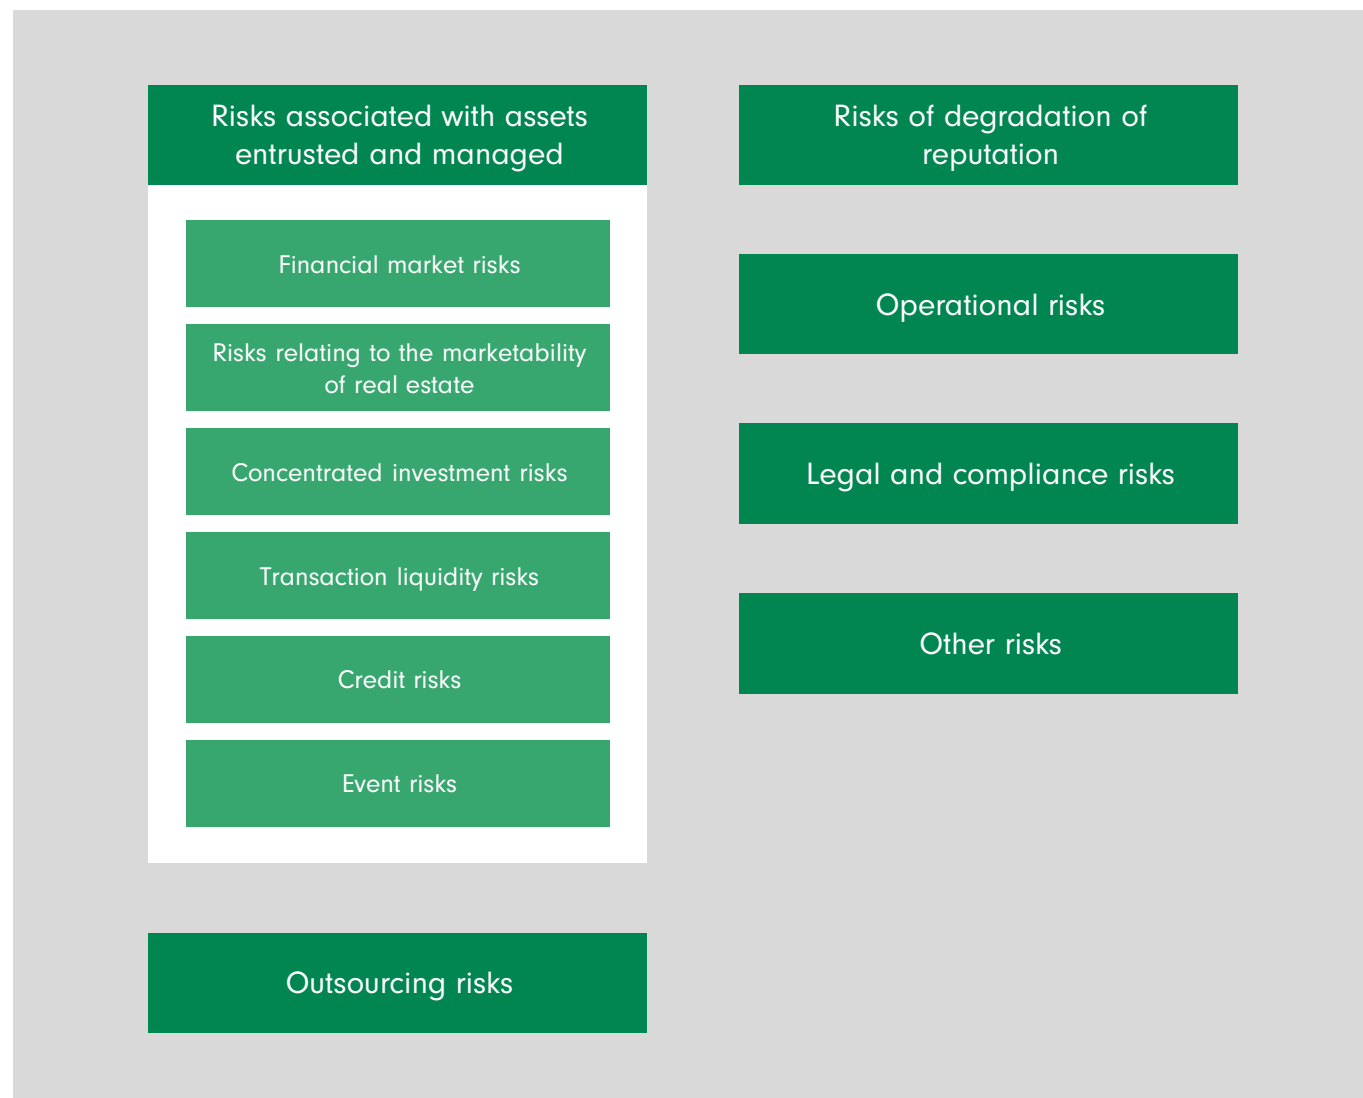 Risks associated with assets
entrusted and managed
Financial market risks
Risks relating to the marketability
of real estate
Concentrated investment risks
Transaction liquidity risks
Credit risks
Event risks
Outsourcing risks
Risks of degradation of
reputation
Operational risks
Legal and compliance risks
Other risks